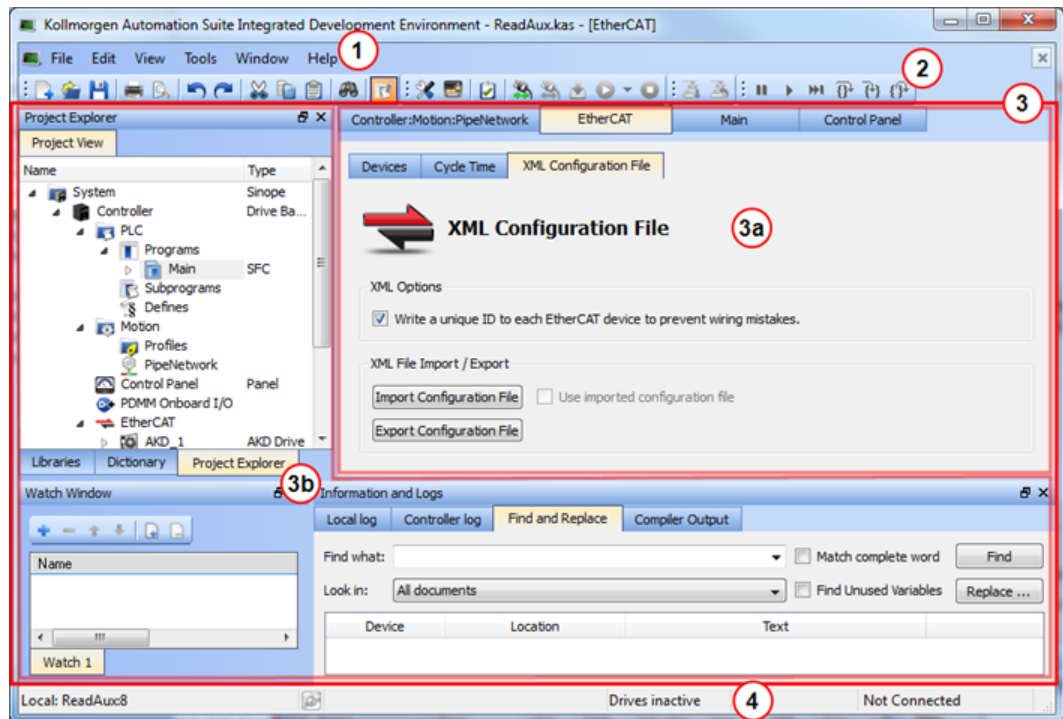 Kollmorgen Automation Suite Integrated Development Environment - ReadAux.kas - [EtherCAT]
File Edit View Tools Window Help
1
2
3
Project Explorer
Project View
Name Type
System Sinope
Controller Drive Ba...
PLC
Programs
Main SFC
Subprograms
Defines
Motion
Profiles
PipeNetwork
Control Panel Panel
PDMM Onboard I/O
EtherCAT
AKD_1 AKD Drive
Libraries Dictionary Project Explorer
Controller:Motion:PipeNetwork EtherCAT Main Control Panel
Devices Cycle Time XML Configuration File
XML Configuration File
3a
XML Options
Write a unique ID to each EtherCAT device to prevent wiring mistakes.
XML File Import / Export
Import Configuration File Use imported configuration file
Export Configuration File
3b
Watch Window
Name
Watch 1
Information and Logs
Local log Controller log Find and Replace Compiler Output
Find what: Match complete word Find
Look in: All documents Find Unused Variables Replace ...
Device Location Text
Local: ReadAux:8 Drives inactive 4 Not Connected